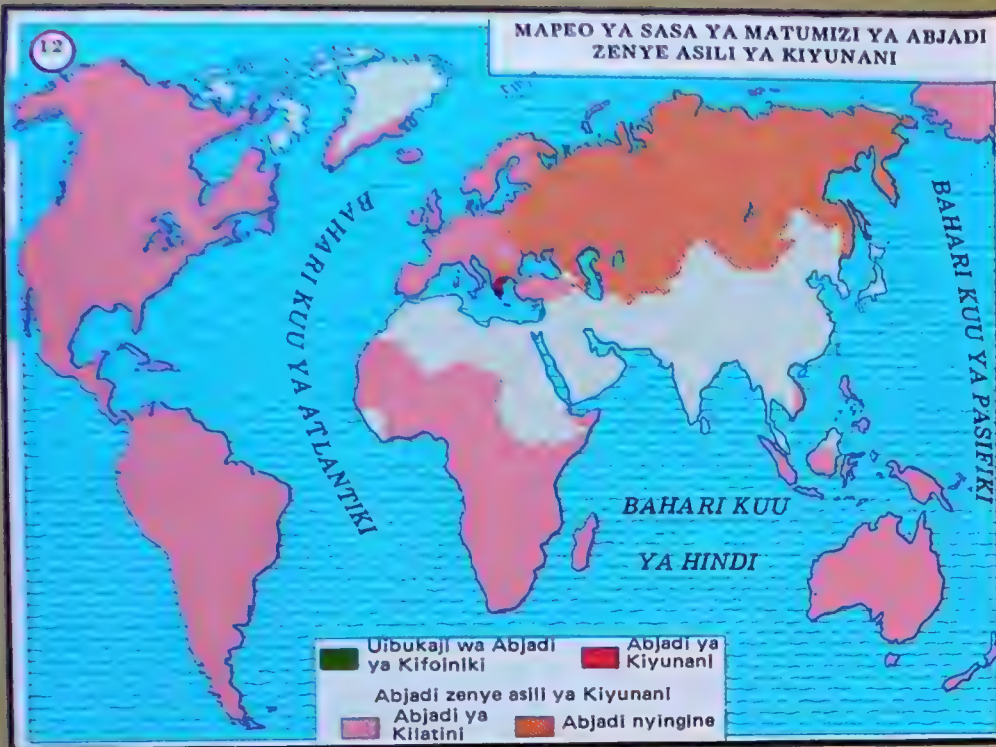 12
MAPEO YA SASA YA MATUMIZI YA ABJADI
ZENYE ASILI YA KIYUNANI
BAHARI KUU YA ATLANTIKI
BAHARI KUU YA PASIFIKI
BAHARI KUU
YA HINDI
Uibukaji wa Abjadi
ya Kifoiniki
Abjadi ya
Kiyunani
Abjadi zenye asili ya Kiyunani
Abjadi ya
Kilatini
Abjadi nyingine